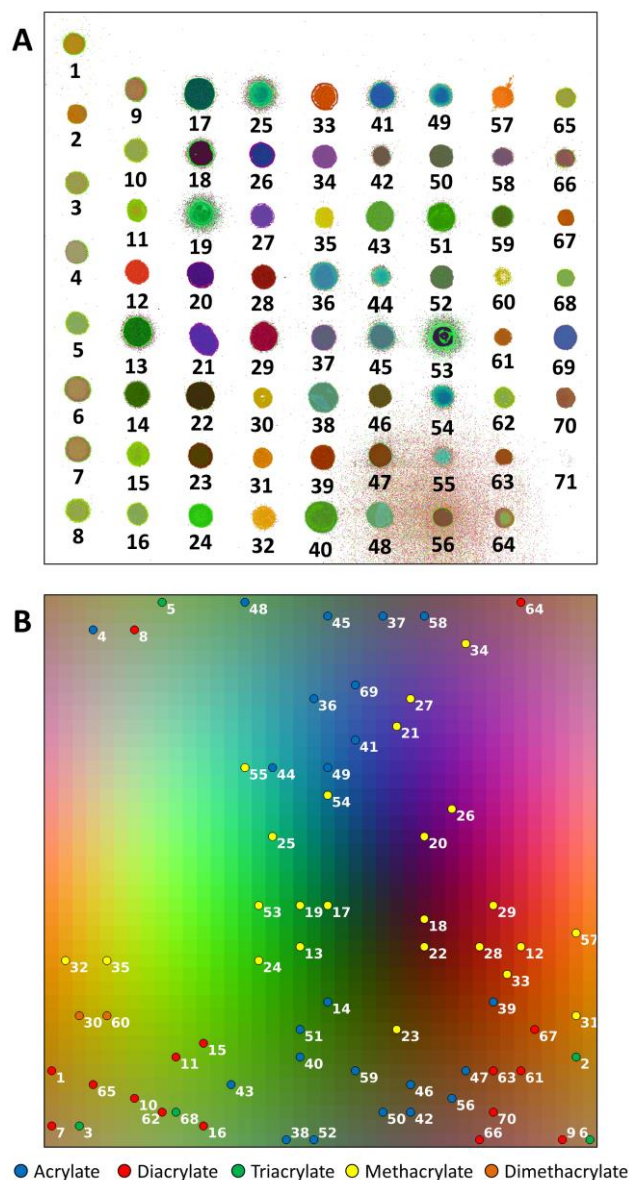 A
1
9 17 25 33 41 49 57 65
2
10 18 26 34 42 50 58 66
3
11 19 27 35 43 51 59 67
4
12 20 28 36 44 52 60 68
5
13 21 29 37 45 53 61 69
6
14 22 30 38 46 54 62 70
7
15 23 31 39 47 55 63 71
8
16 24 32 40 48 56 64
B
5 48 64
45 37 58
4 8
34
69
36 27
21
41
55 44 49
54
26
25 20
53 19 17 29
18
57
13 22 28 12
32 35 24
33
14 39
30 60 31
51 23 67
15
11 40 2
1 59 47 63 61
65 43 46
10 56
62 68 50 42
7 3 16 70
38 52 66 9 6
Acrylate Diacrylate Triacrylate Methacrylate Dimethacrylate